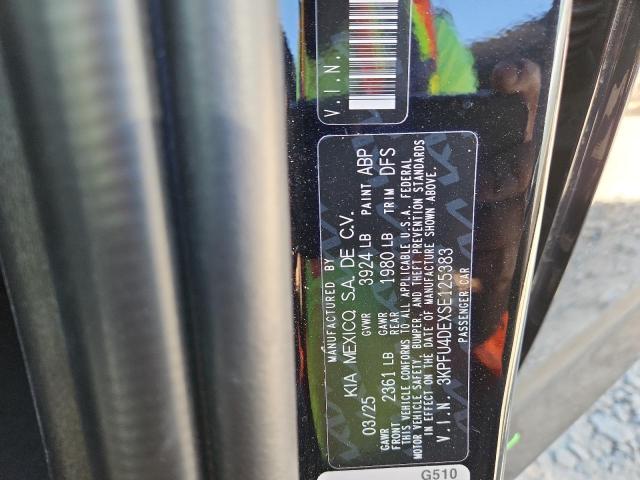 V.I.N.
MANUFACTURED BY
KIA MEXICO, S.A. DE C.V.
03/25 GVWR 3924 LB PAINT ABP
GAWR FRONT 2361 LB GAWR REAR 1980 LB TRIM DFS
THIS VEHICLE CONFORMS TO ALL APPLICABLE U.S.A. FEDERAL
MOTOR VEHICLE SAFETY, BUMPER, AND THEFT PREVENTION STANDARDS
IN EFFECT ON THE DATE OF MANUFACTURE SHOWN ABOVE.
V.I.N. 3KPFU4DEXSE125383
PASSENGER CAR
G510